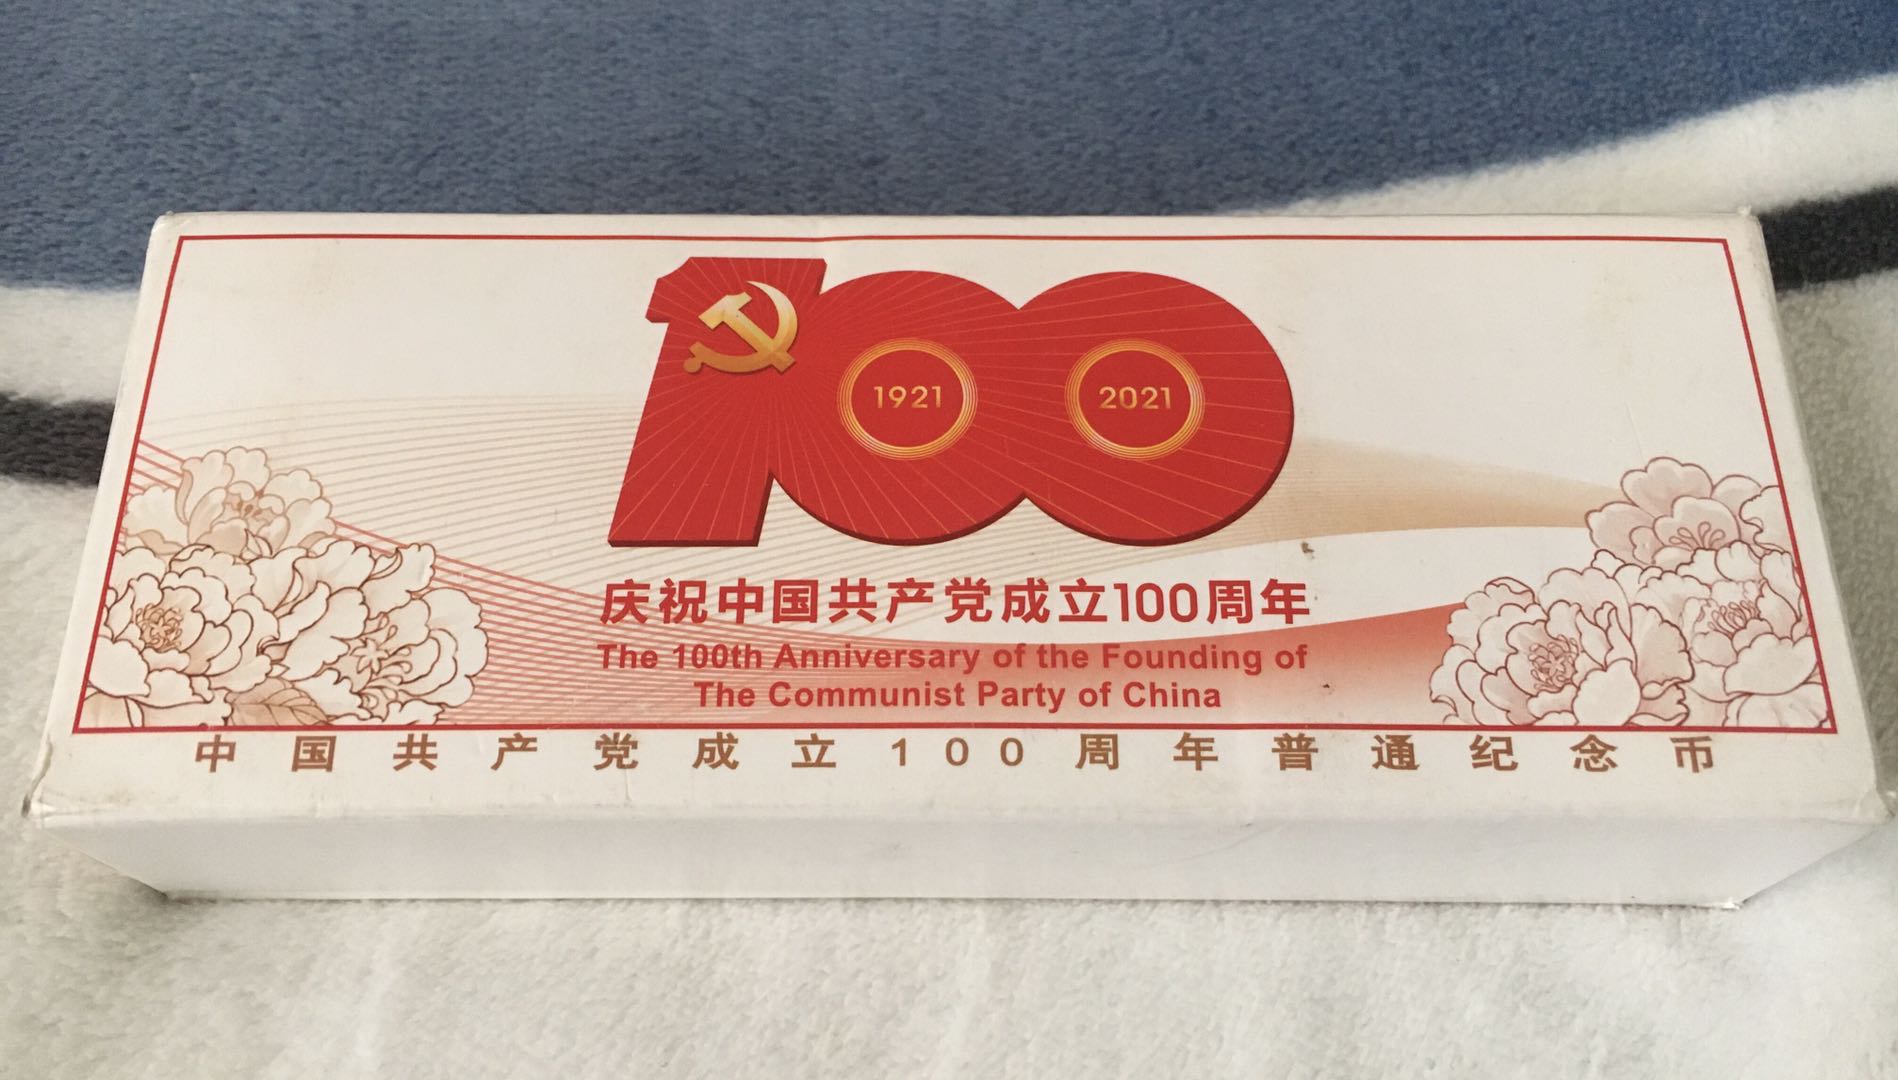 100
1921
2021
庆祝中国共产党成立100周年
The 100th Anniversary of the Founding of
The Communist Party of China
中国共产党成立100周年普通纪念币